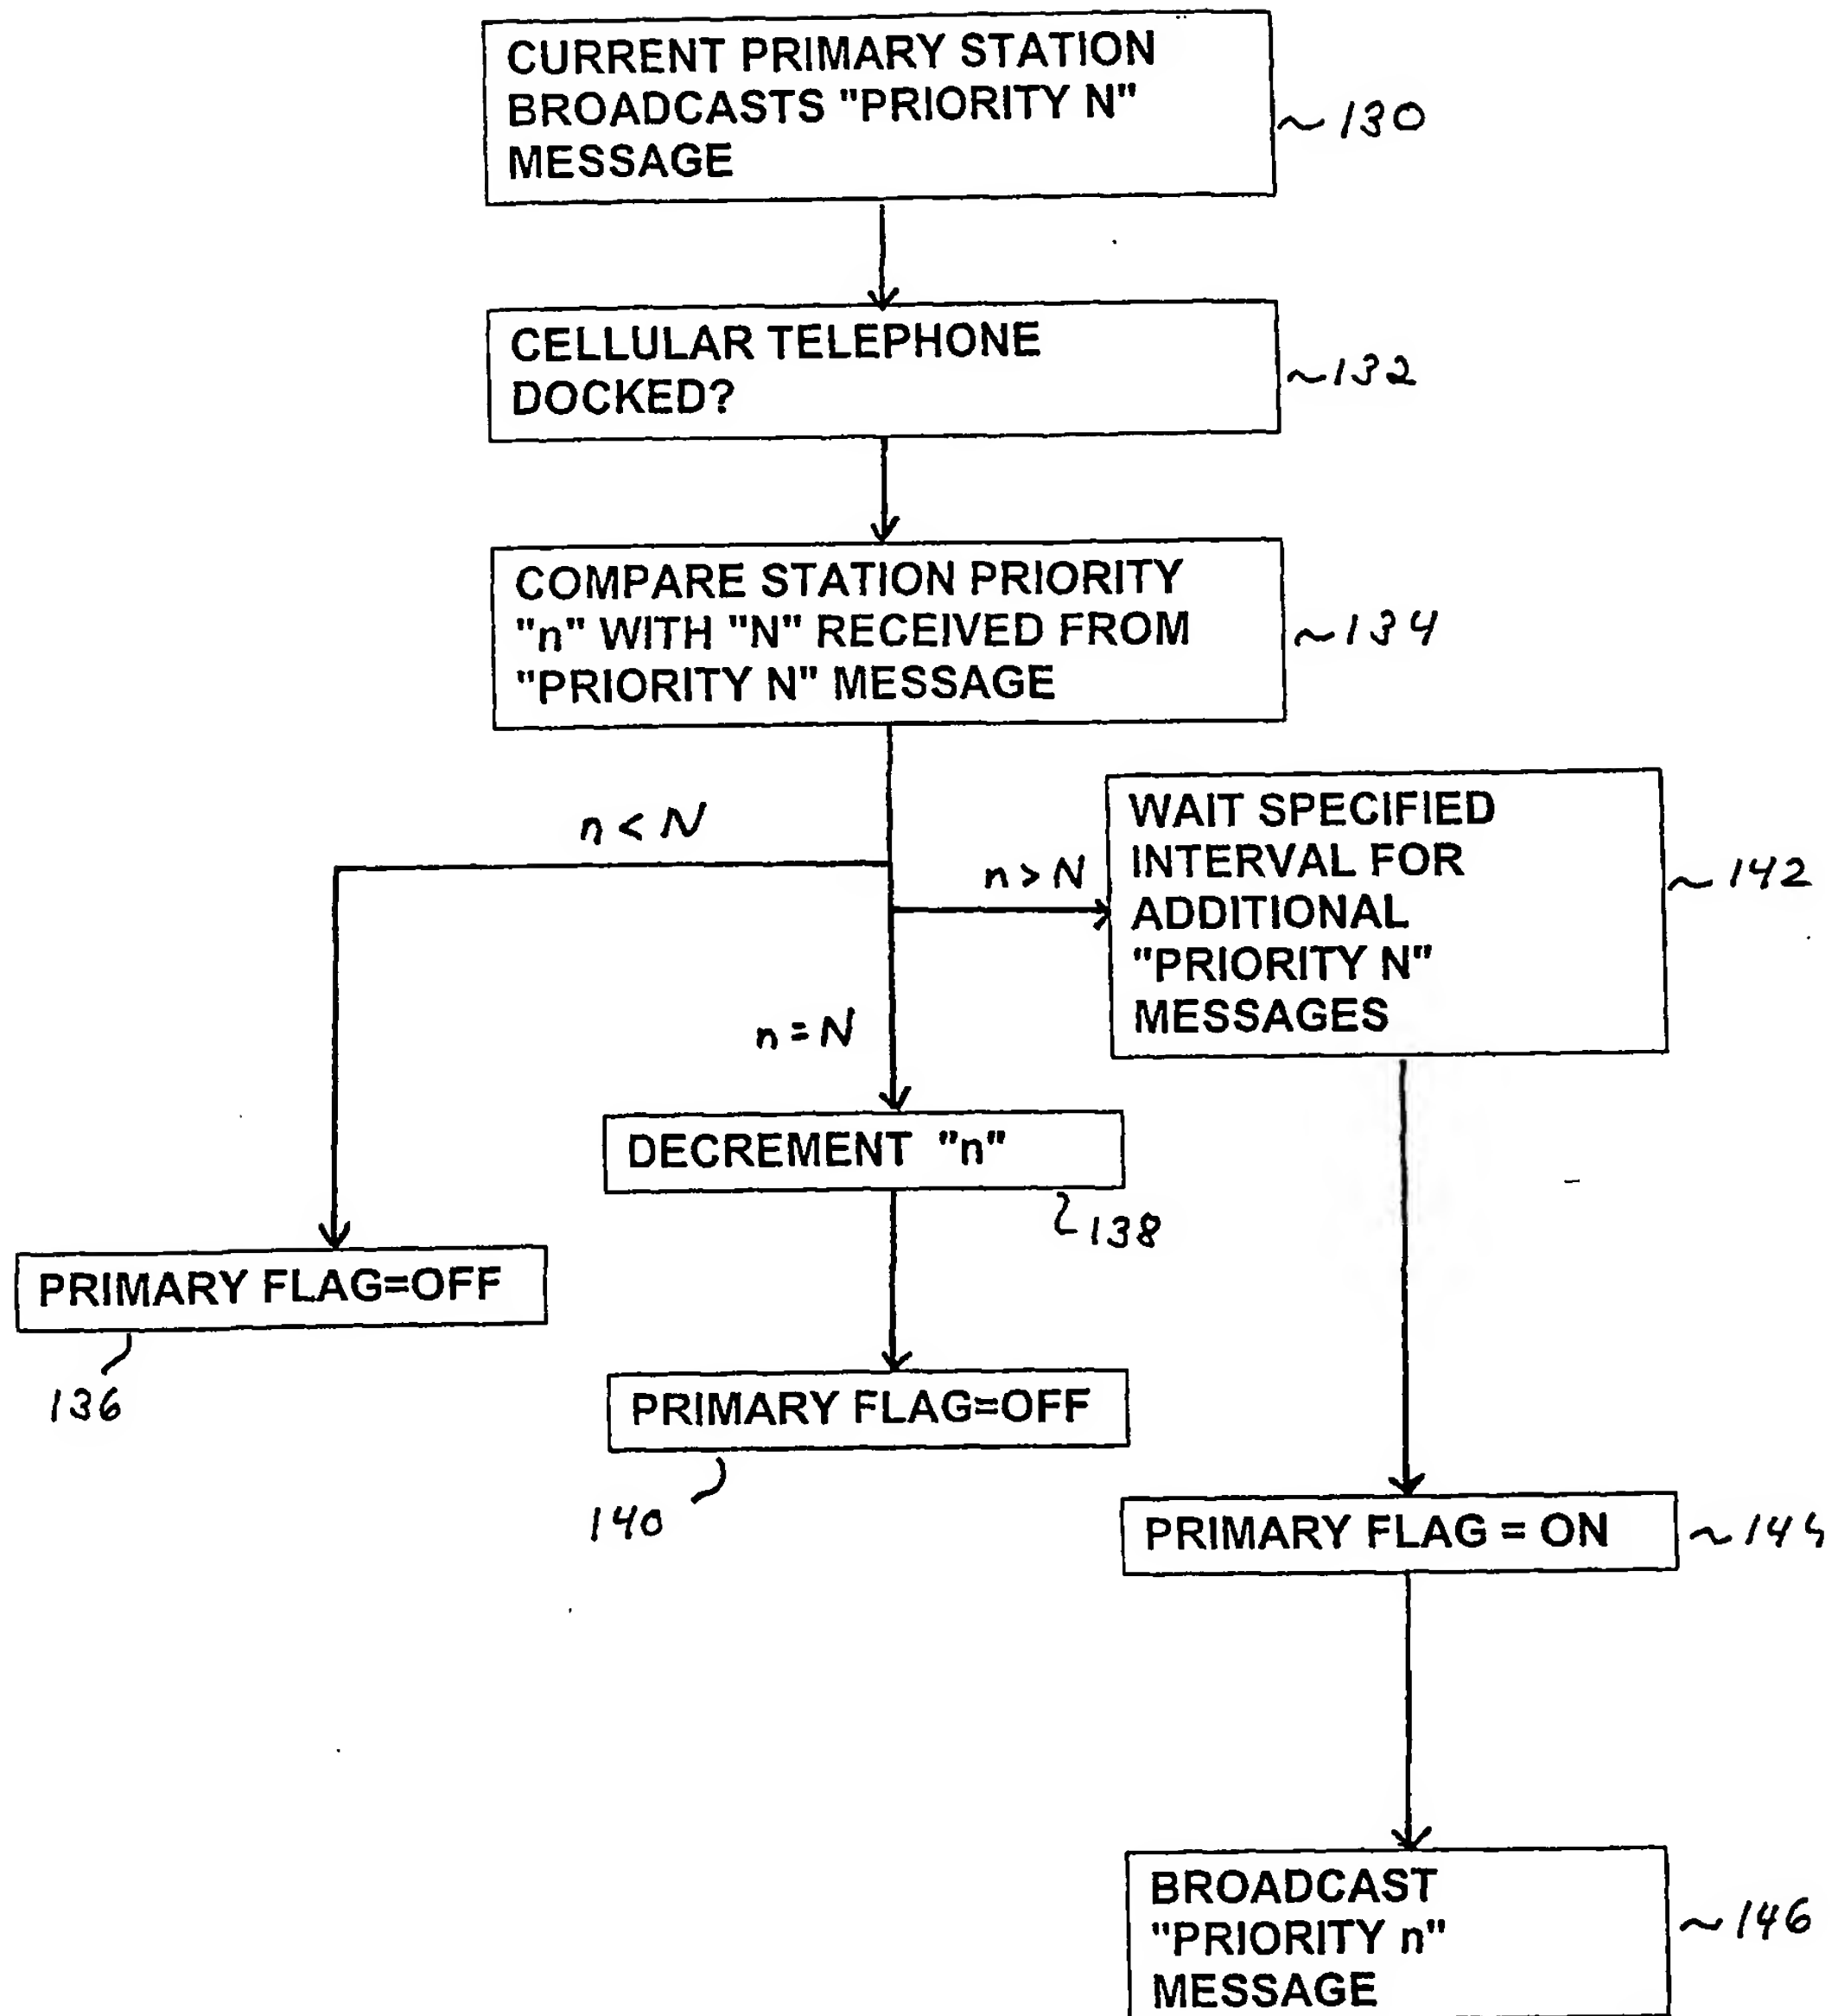 CURRENT PRIMARY STATION
BROADCASTS "PRIORITY N"
MESSAGE
~130
CELLULAR TELEPHONE
DOCKED?
~132
COMPARE STATION PRIORITY
"n" WITH "N" RECEIVED FROM
"PRIORITY N" MESSAGE
~134
n < N
n > N
WAIT SPECIFIED
INTERVAL FOR
ADDITIONAL
"PRIORITY N"
MESSAGES
~142
n = N
DECREMENT "n"
138
PRIMARY FLAG=OFF
136
PRIMARY FLAG=OFF
140
PRIMARY FLAG = ON
~144
BROADCAST
"PRIORITY n"
MESSAGE
~146